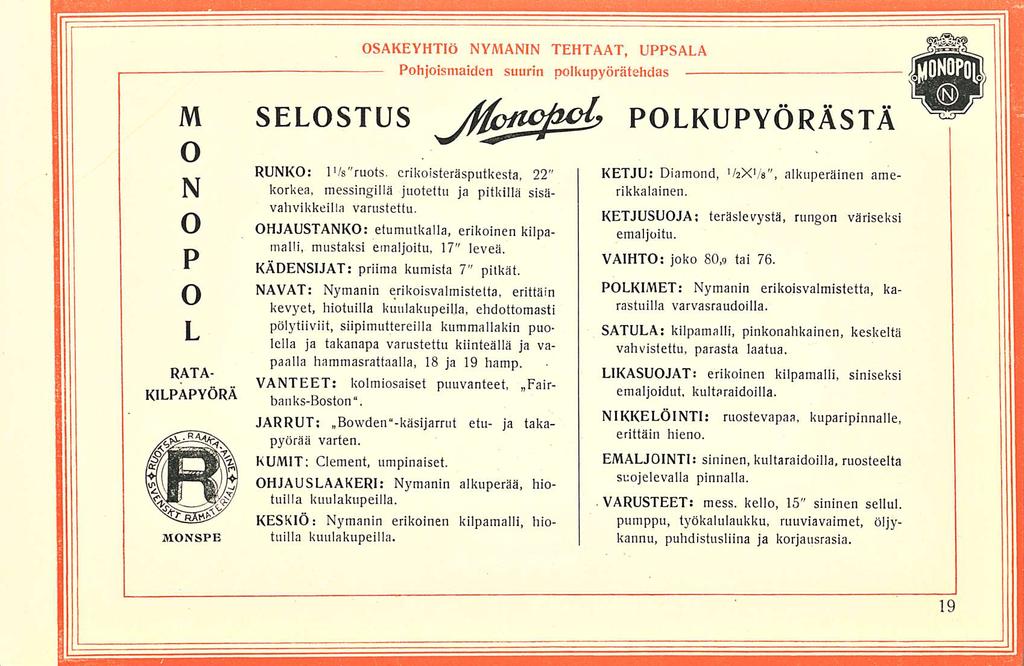 OSAKEYHTIÖ NYMANIN TEHTAAT, UPPSALA
Pohjoismaiden suurin polkupyörätehdas
MONOPOL
N
SELOSTUS Monopol POLKUPYÖRÄSTÄ
M
O
N
O
P
O
L
RATA-
KILPAPYÖRÄ
RUOTSAL. RAAKA-AINE
R
SVENSKT RÅMATERIAL
MONSPE
RUNKO: 1¹/₈"ruots. erikoisteräsputkesta, 22"
korkea, messingillä juotettu ja pitkillä sisä-
vahvikkeilla varustettu.
OHJAUSTANKO: etumutkalla, erikoinen kilpa-
malli, mustaksi emaljoitu, 17" leveä.
KÄDENSIJAT: priima kumista 7" pitkät.
NAVAT: Nymanin erikoisvalmistetta, erittäin
kevyet, hiotuilla kuulakupeilla, ehdottomasti
pölytiiviit, siipimuttereilla kummallakin puo-
lella ja takanapa varustettu kiinteällä ja va-
paalla hammasrattaalla, 18 ja 19 hamp.
VANTEET: kolmiosaiset puuvanteet, „Fair-
banks-Boston“.
JARRUT: „Bowden“-käsijarrut etu- ja taka-
pyörää varten.
KUMIT: Clement, umpinaiset.
OHJAUSLAAKERI: Nymanin alkuperää, hio-
tuilla kuulakupeilla.
KESKIÖ: Nymanin erikoinen kilpamalli, hio-
tuilla kuulakupeilla.
KETJU: Diamond, ¹/₂X¹/₈", alkuperäinen ame-
rikkalainen.
KETJUSUOJA; teräslevystä, rungon väriseksi
emaljoitu.
VAIHTO: joko 80,9 tai 76.
POLKIMET: Nymanin erikoisvalmistetta, ka-
rastuilla varvasraudoilla.
SATULA: kilpamalli, pinkonahkainen, keskeltä
vahvistettu, parasta laatua.
LIKASUOJAT: erikoinen kilpamalli, siniseksi
emaljoidut, kultaraidoilla.
NIKKELÖINTI: ruostevapaa, kuparipinnalle,
erittäin hieno.
EMALJOINTI: sininen, kultaraidoilla, ruosteelta
suojelevalla pinnalla.
VARUSTEET: mess. kello, 15" sininen sellul.
pumppu, työkalulaukku, ruuviavaimet, öljy-
kannu, puhdistusliina ja korjausrasia.
19